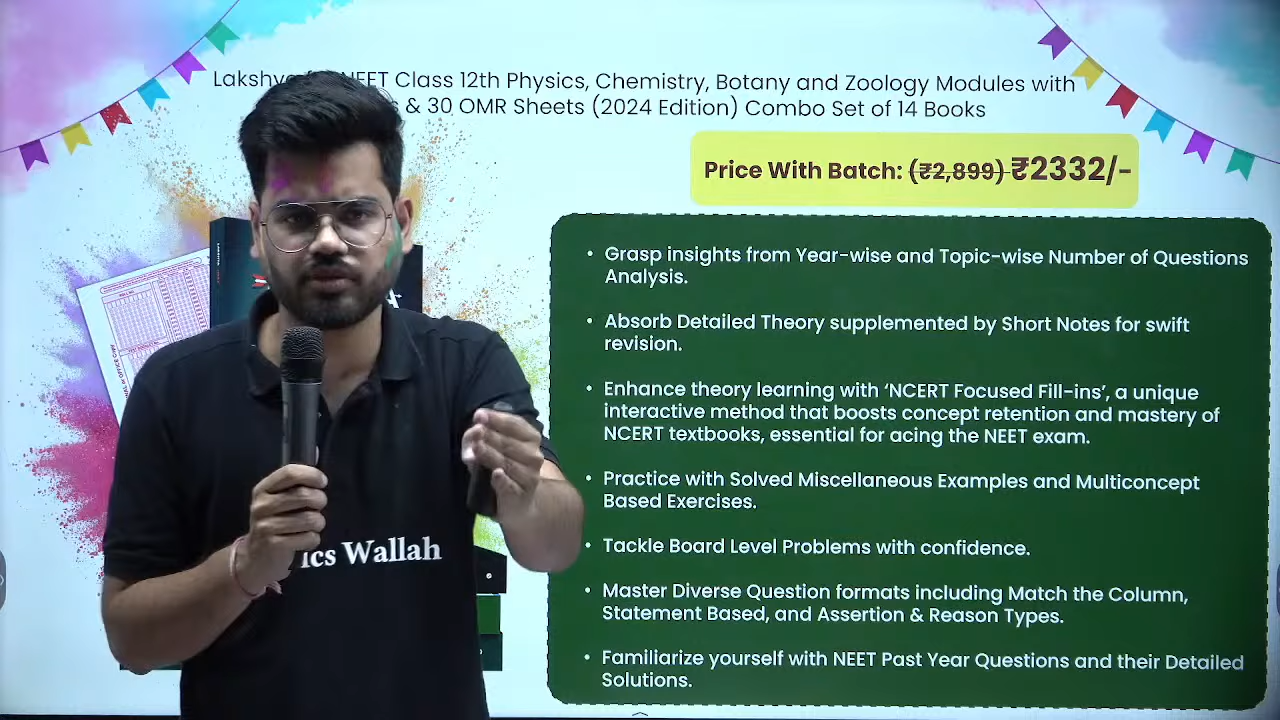 NEET Class 12th Physics, Chemistry, Botany and Zoology Modules with
& 30 OMR Sheets (2024 Edition) Combo Set of 14 Books
Price With Batch: (₹2,899) ₹2332/-
• Grasp insights from Year-wise and Topic-wise Number of Questions
Analysis.
• Absorb Detailed Theory supplemented by Short Notes for swift
revision.
• Enhance theory learning with ‘NCERT Focused Fill-ins’, a unique
interactive method that boosts concept retention and mastery of
NCERT textbooks, essential for acing the NEET exam.
• Practice with Solved Miscellaneous Examples and Multiconcept
Based Exercises.
• Tackle Board Level Problems with confidence.
• Master Diverse Question formats including Match the Column,
Statement Based, and Assertion & Reason Types.
• Familiarize yourself with NEET Past Year Questions and their Detailed
Solutions.
ics Wallah